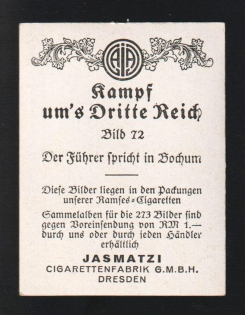 AJA
Kampf
um's Dritte Reich
Bild 72
Der Führer spricht in Bochum
Diese Bilder liegen in den Packungen
unserer Ramses-Cigaretten
Sammelalben für die 273 Bilder sind
gegen Voreinsendung von RM 1.—
durch uns oder durch jeden Händler
erhältlich
JASMATZI
CIGARETTENFABRIK G.M.B.H.
DRESDEN